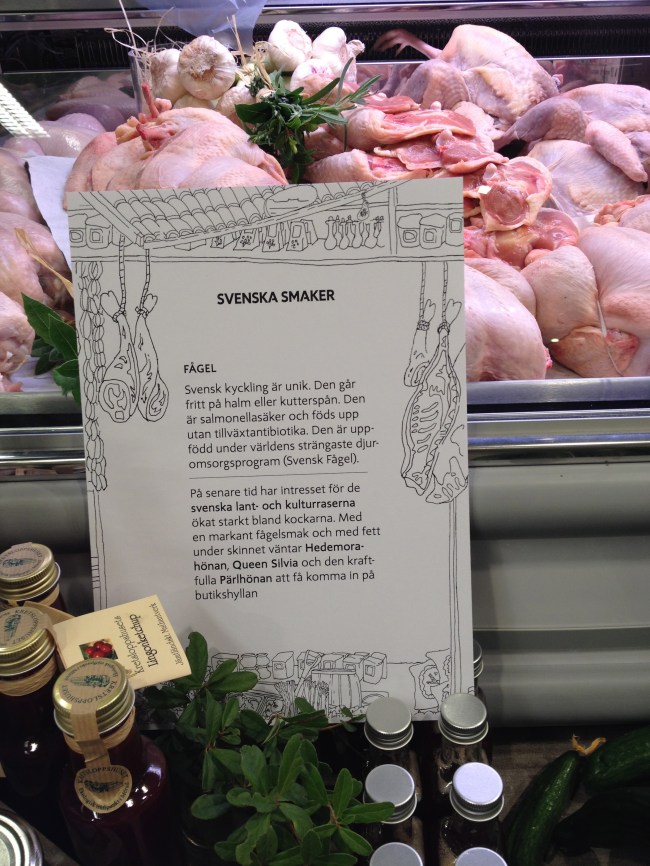 SVENSKA SMAKER
FÅGEL
Svensk kyckling är unik. Den går
fritt på halm eller kutterspån. Den
är salmonellasäker och föds upp
utan tillväxtantibiotika. Den är upp-
född under världens strängaste djur-
omsorgsprogram (Svensk Fågel).
På senare tid har intresset för de
svenska lant- och kulturraserna
ökat starkt bland kockarna. Med
en markant fågelsmak och med fett
under skinnet väntar Hedemora-
hönan, Queen Silvia och den kraft-
fulla Pärlhönan att få komma in på
butikshyllan
Kretsloppshusets
lingonketchup